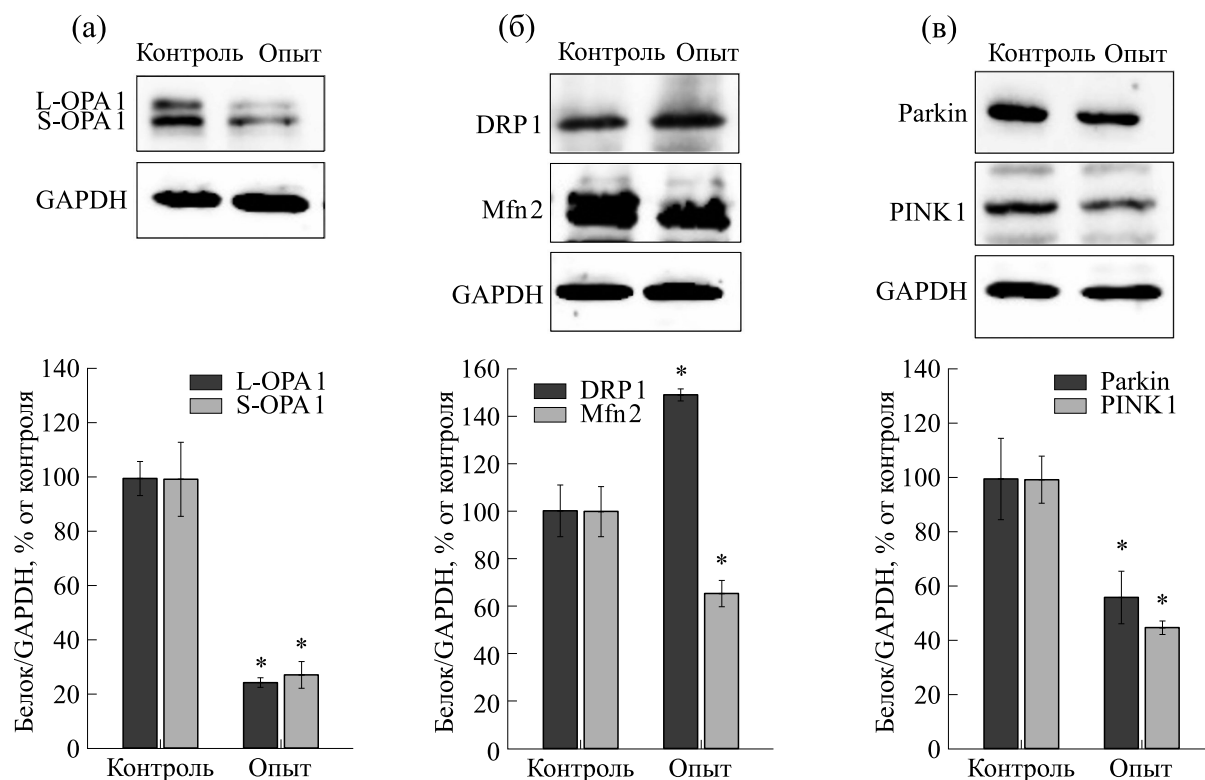 (а)
Контроль Опыт
L-OPA 1
S-OPA 1
GAPDH
140
120
100
80
60
40
20
0
Белок/GAPDH, % от контроля
L-OPA 1
S-OPA 1
*
*
Контроль Опыт
(б)
Контроль Опыт
DRP 1
Mfn 2
GAPDH
160
140
120
100
80
60
40
20
0
Белок/GAPDH, % от контроля
DRP 1
Mfn 2
*
*
Контроль Опыт
(в)
Контроль Опыт
Parkin
PINK 1
GAPDH
140
120
100
80
60
40
20
0
Белок/GAPDH, % от контроля
Parkin
PINK 1
*
*
Контроль Опыт